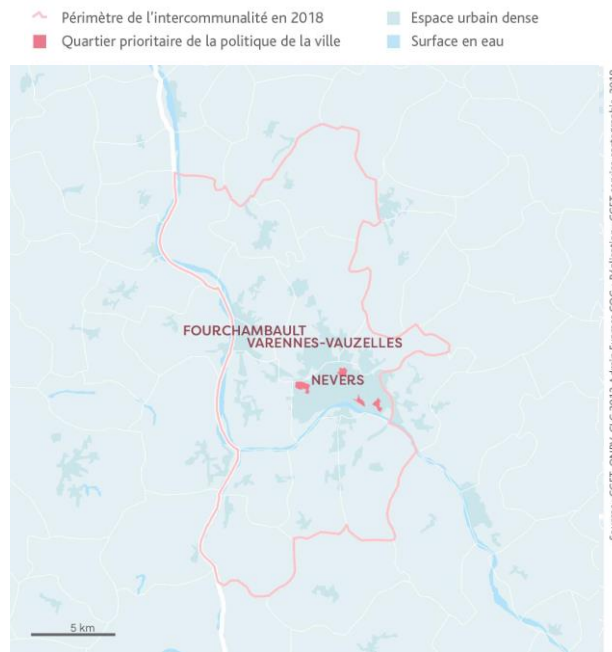 Périmètre de l'intercommunalité en 2018
Quartier prioritaire de la politique de la ville
Espace urbain dense
Surface en eau
FOURCHAMBAULT
VARENNES-VAUZELLES
NEVERS
5 km